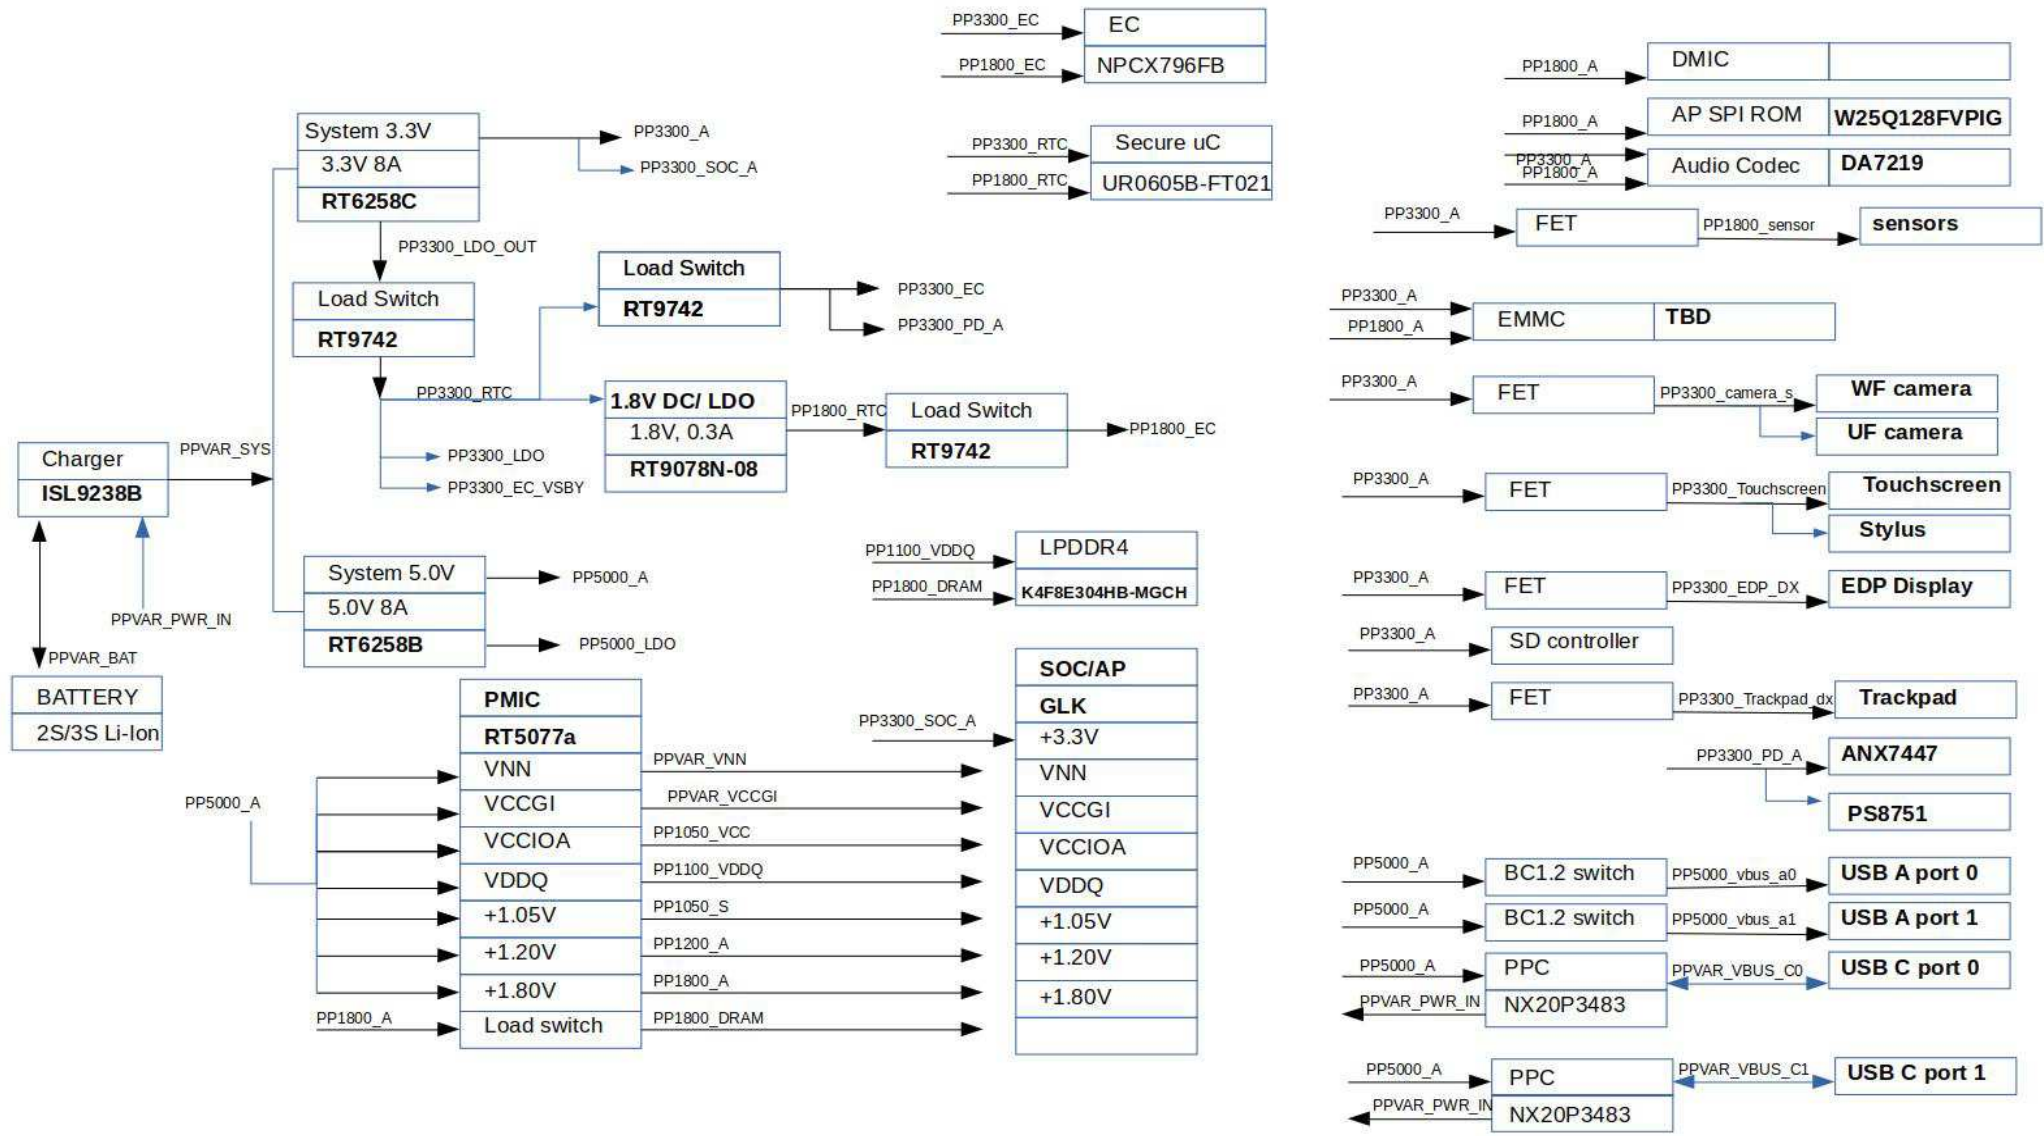 PP3300_EC
EC
PP1800_EC
NPCX796FB
PP3300_RTC
Secure uC
PP1800_RTC
UR0605B-FT021
System 3.3V
3.3V 8A
RT6258C
PP3300_A
PP3300_SOC_A
PP3300_LDO_OUT
Load Switch
RT9742
Load Switch
RT9742
PP3300_EC
PP3300_PD_A
PP3300_RTC
1.8V DC/ LDO
1.8V, 0.3A
RT9078N-08
PP1800_RTC
Load Switch
RT9742
PP1800_EC
PP3300_LDO
PP3300_EC_VSBY
Charger
ISL9238B
PPVAR_SYS
PPVAR_PWR_IN
PPVAR_BAT
BATTERY
2S/3S Li-Ion
System 5.0V
5.0V 8A
RT6258B
PP5000_A
PP5000_LDO
PP1100_VDDQ
LPDDR4
PP1800_DRAM
K4F8E304HB-MGCH
PMIC
RT5077a
VNN
VCCGI
VCCIOA
VDDQ
+1.05V
+1.20V
+1.80V
Load switch
PP5000_A
PP1800_A
PPVAR_VNN
PPVAR_VCCGI
PP1050_VCC
PP1100_VDDQ
PP1050_S
PP1200_A
PP1800_A
PP1800_DRAM
PP3300_SOC_A
SOC/AP
GLK
+3.3V
VNN
VCCGI
VCCIOA
VDDQ
+1.05V
+1.20V
+1.80V
PP1800_A
DMIC
PP1800_A
AP SPI ROM
W25Q128FVPIG
PP3300_A
PP1800_A
Audio Codec
DA7219
PP3300_A
FET
PP1800_sensor
sensors
PP3300_A
PP1800_A
EMMC
TBD
PP3300_A
FET
PP3300_camera_s
WF camera
UF camera
PP3300_A
FET
PP3300_Touchscreen
Touchscreen
Stylus
PP3300_A
FET
PP3300_EDP_DX
EDP Display
PP3300_A
SD controller
PP3300_A
FET
PP3300_Trackpad_dx
Trackpad
PP3300_PD_A
ANX7447
PS8751
PP5000_A
BC1.2 switch
PP5000_vbus_a0
USB A port 0
PP5000_A
BC1.2 switch
PP5000_vbus_a1
USB A port 1
PP5000_A
PPC
PPVAR_VBUS_C0
USB C port 0
PPVAR_PWR_IN
NX20P3483
PP5000_A
PPC
PPVAR_VBUS_C1
USB C port 1
PPVAR_PWR_IN
NX20P3483